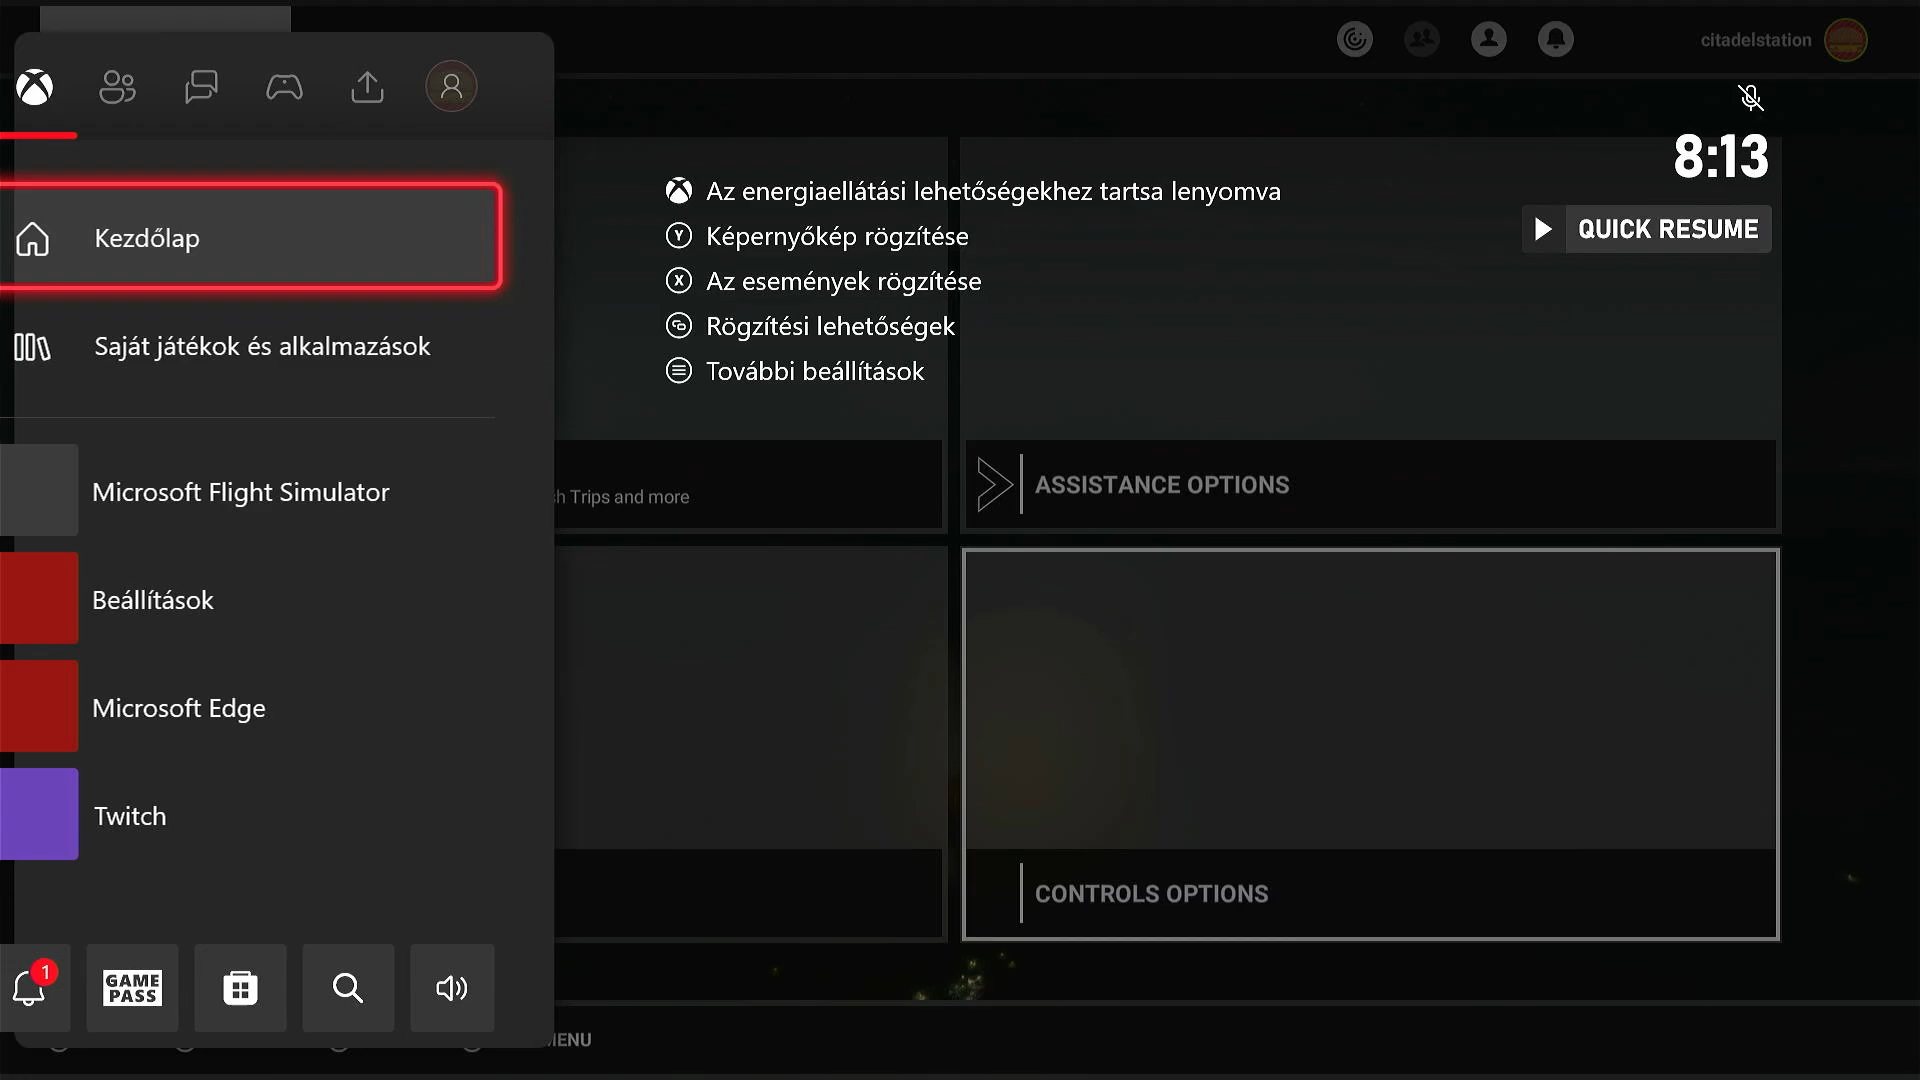 citadelstation
8:13
QUICK RESUME
Az energiaellátási lehetőségekhez tartsa lenyomva
Y Képernyőkép rögzítése
X Az események rögzítése
Rögzítési lehetőségek
További beállítások
Kezdőlap
Saját játékok és alkalmazások
Microsoft Flight Simulator
Beállítások
Microsoft Edge
Twitch
1
GAME
PASS
Trips and more
ASSISTANCE OPTIONS
CONTROLS OPTIONS